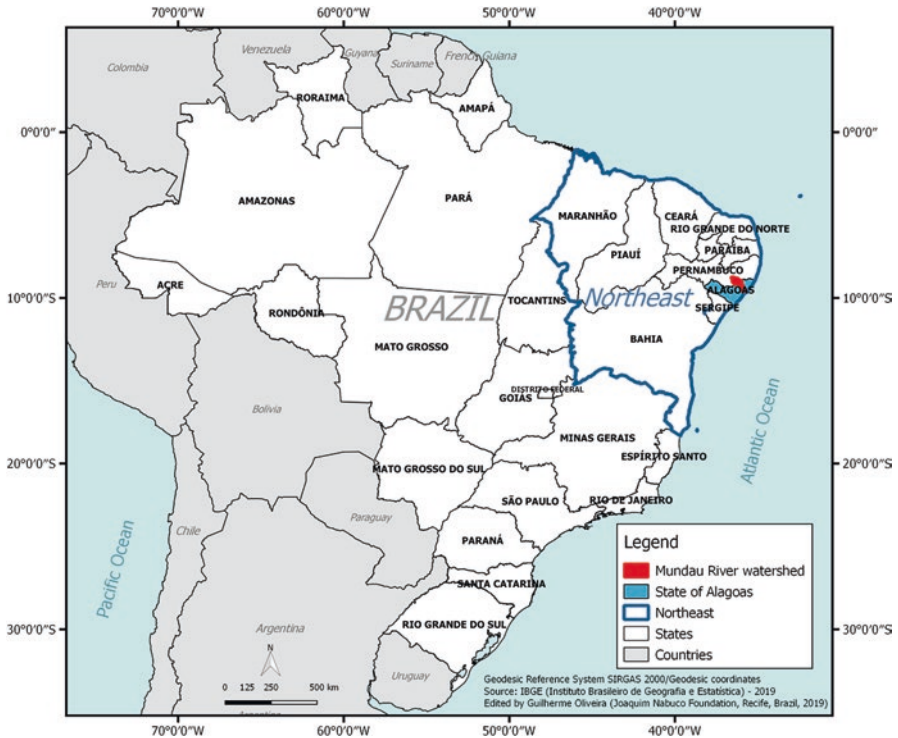 70°0'0"W 60°0'0"W 50°0'0"W 40°0'0"W
Venezuela
Guyana
French Guiana
Suriname
Colombia
RORAIMA
AMAPÁ
0°0'0" 0°0'0"
AMAZONAS
PARÁ
MARANHÃO
CEARÁ
RIO GRANDE DO NORTE
PARAÍBA
PIAUÍ
PERNAMBUCO
Peru
ACRE
ALAGOAS
10°0'0"S 10°0'0"S
BRAZIL
TOCANTINS
Northeast
SERGIPE
RONDÔNIA
MATO GROSSO
BAHIA
DISTRITO FEDERAL
GOIÁS
Bolivia
MINAS GERAIS
Atlantic Ocean
ESPÍRITO SANTO
20°0'0"S 20°0'0"S
MATO GROSSO DO SUL
SÃO PAULO
RIO DE JANEIRO
Paraguay
Chile
PARANÁ
Pacific Ocean
SANTA CATARINA
RIO GRANDE DO SUL
Argentina
30°0'0"S 30°0'0"S
Uruguay
N
0 125 250 500 km
Legend
Mundau River watershed
State of Alagoas
Northeast
States
Countries
Geodesic Reference System SIRGAS 2000/Geodesic coordinates
Source: IBGE (Instituto Brasileiro de Geografia e Estatística) - 2019
Edited by Guilherme Oliveira (Joaquim Nabuco Foundation, Recife, Brazil, 2019)
70°0'0"W 60°0'0"W 50°0'0"W 40°0'0"W